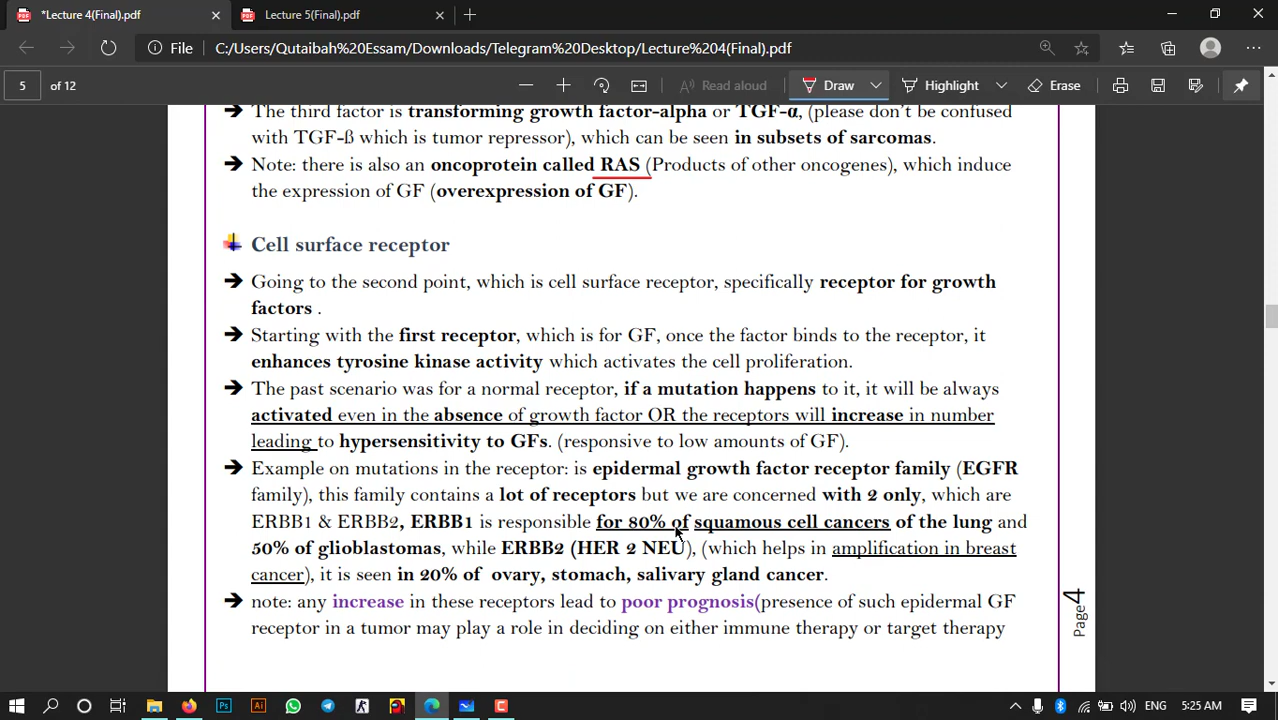 *Lecture 4(Final).pdf
Lecture 5(Final).pdf
File
C:/Users/Qutaibah%20Essam/Downloads/Telegram%20Desktop/Lecture%204(Final).pdf
5 of 12
Read aloud
Draw
Highlight
Erase
➔ The third factor is transforming growth factor-alpha or TGF-α, (please don't be confused
with TGF-ß which is tumor repressor), which can be seen in subsets of sarcomas.
➔ Note: there is also an oncoprotein called RAS (Products of other oncogenes), which induce
the expression of GF (overexpression of GF).
Cell surface receptor
➔ Going to the second point, which is cell surface receptor, specifically receptor for growth
factors .
➔ Starting with the first receptor, which is for GF, once the factor binds to the receptor, it
enhances tyrosine kinase activity which activates the cell proliferation.
➔ The past scenario was for a normal receptor, if a mutation happens to it, it will be always
activated even in the absence of growth factor OR the receptors will increase in number
leading to hypersensitivity to GFs. (responsive to low amounts of GF).
➔ Example on mutations in the receptor: is epidermal growth factor receptor family (EGFR
family), this family contains a lot of receptors but we are concerned with 2 only, which are
ERBB1 & ERBB2, ERBB1 is responsible for 80% of squamous cell cancers of the lung and
50% of glioblastomas, while ERBB2 (HER 2 NEU), (which helps in amplification in breast
cancer), it is seen in 20% of ovary, stomach, salivary gland cancer.
➔ note: any increase in these receptors lead to poor prognosis(presence of such epidermal GF
receptor in a tumor may play a role in deciding on either immune therapy or target therapy
Page4
5:25 AM